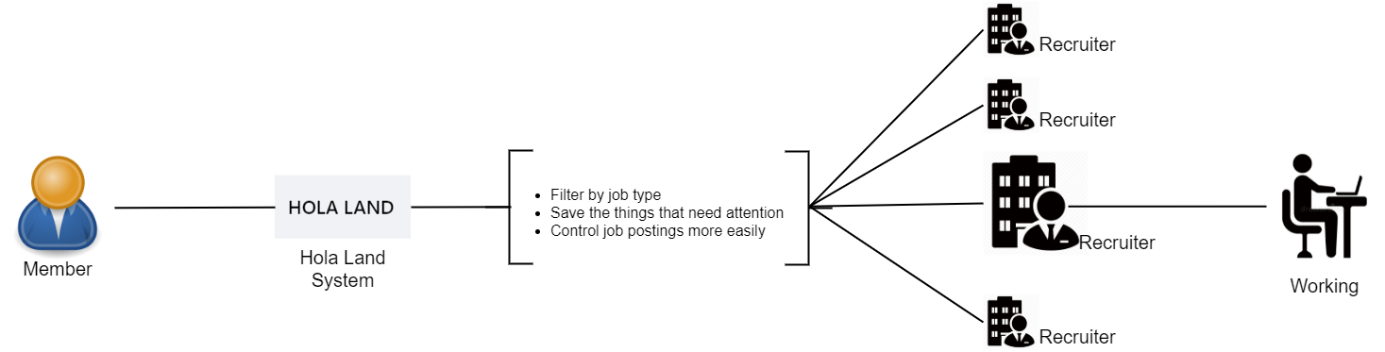 Member
HOLA LAND
Hola Land
System
• Filter by job type
• Save the things that need attention
• Control job postings more easily
Recruiter
Recruiter
Recruiter
Recruiter
Working